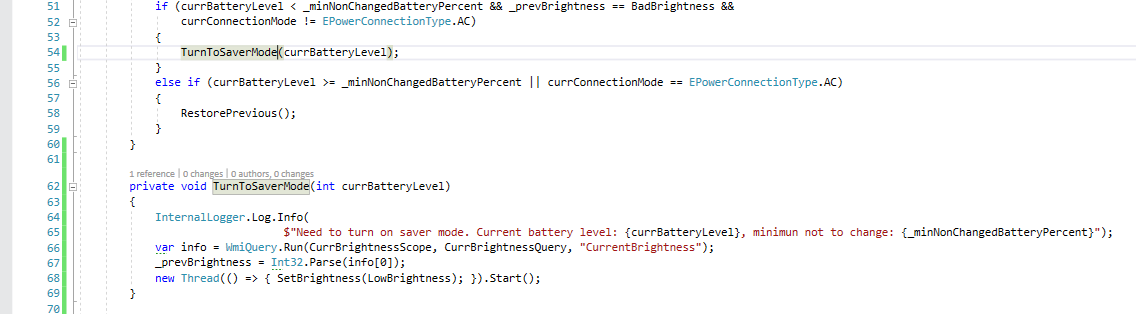 51 if (currBatteryLevel < _minNonChangedBatteryPercent && _prevBrightness == BadBrightness &&
52 currConnectionMode != EPowerConnectionType.AC)
53 {
54 TurnToSaverMode(currBatteryLevel);
55 }
56 else if (currBatteryLevel >= _minNonChangedBatteryPercent || currConnectionMode == EPowerConnectionType.AC)
57 {
58 RestorePrevious();
59 }
60 }
61
1 reference | 0 changes | 0 authors, 0 changes
62 private void TurnToSaverMode(int currBatteryLevel)
63 {
64 InternalLogger.Log.Info(
65 $"Need to turn on saver mode. Current battery level: {currBatteryLevel}, minimun not to change: {_minNonChangedBatteryPercent}");
66 var info = WmiQuery.Run(CurrBrightnessScope, CurrBrightnessQuery, "CurrentBrightness");
67 _prevBrightness = Int32.Parse(info[0]);
68 new Thread(() => { SetBrightness(LowBrightness); }).Start();
69 }
70